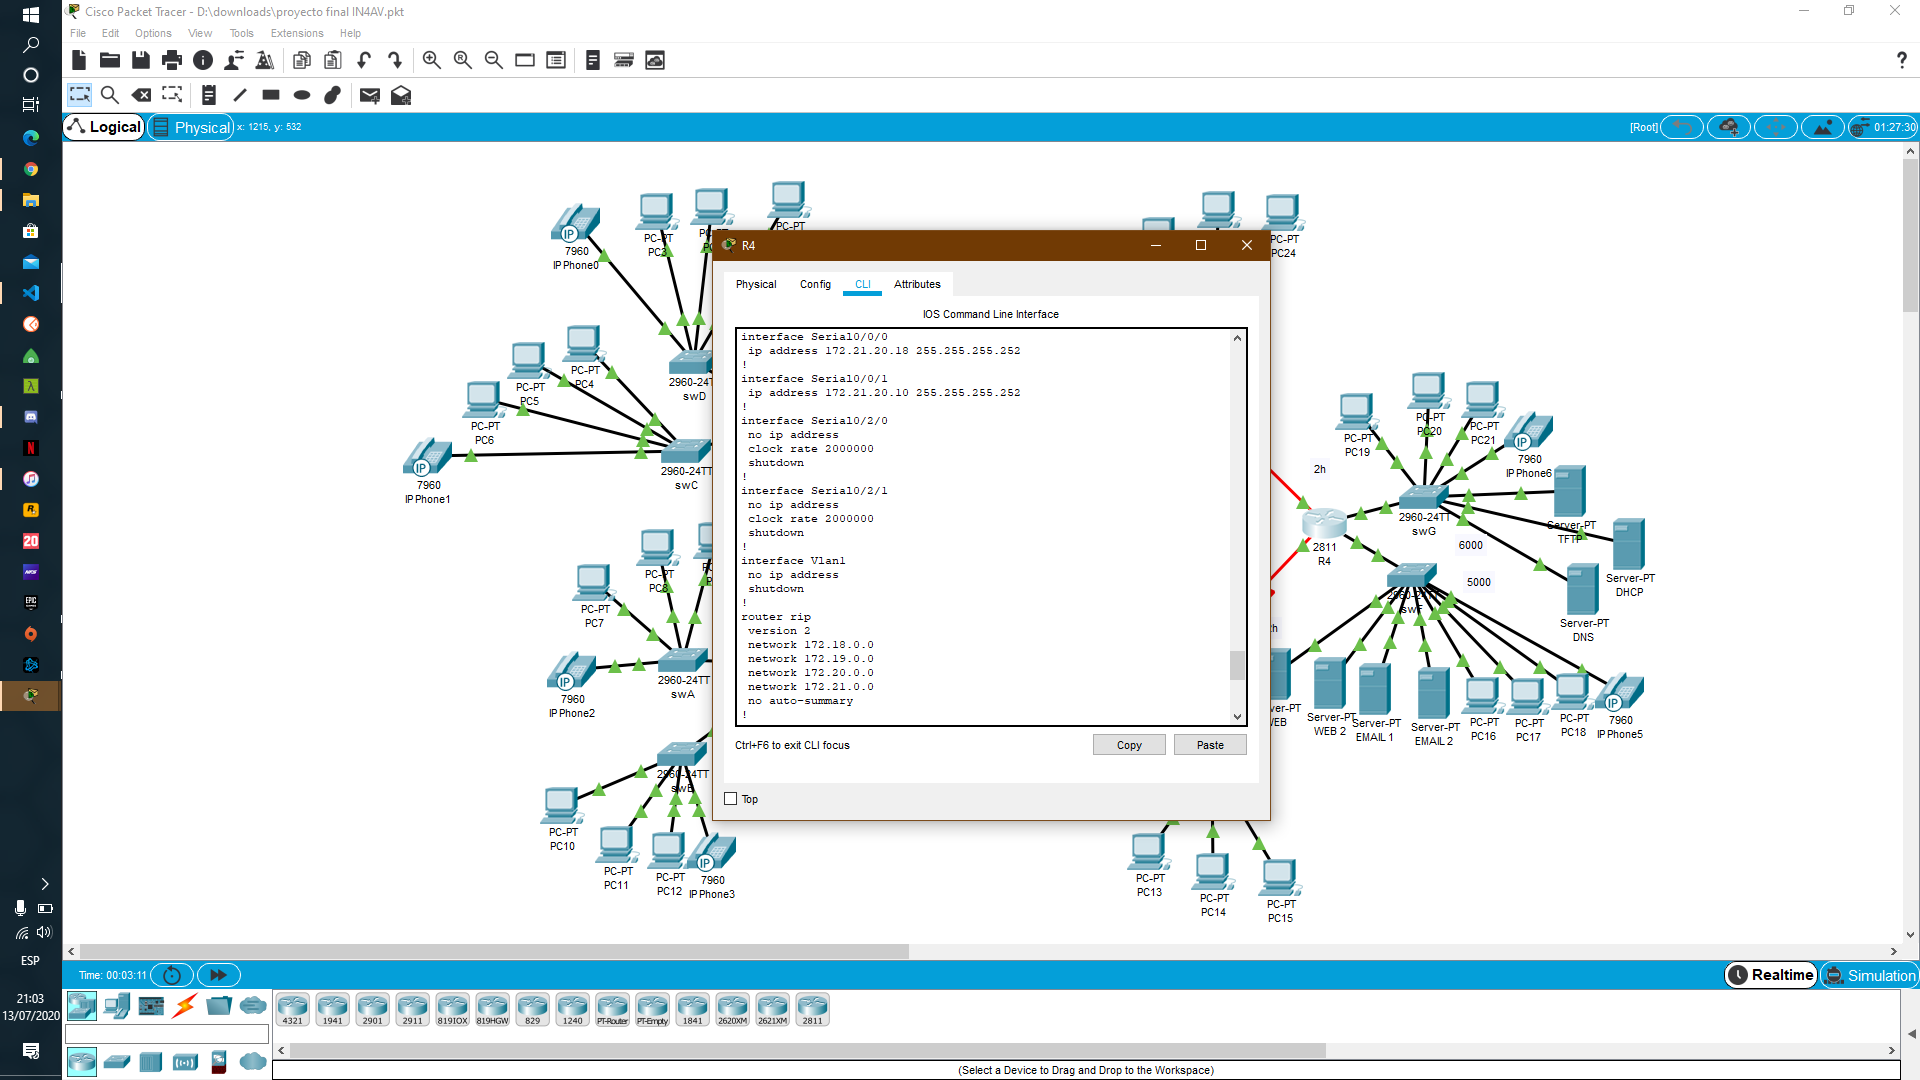 Cisco Packet Tracer - D:\downloads\proyecto final IN4AV.pkt
File Edit Options View Tools Extensions Help
Logical
Physical
x: 1215, y: 532
[Root]
01:27:30
7960
IP Phone0
PC-PT
PC3
PC-PT
PC-PT
PC-PT
PC24
PC-PT
PC4
PC-PT
PC5
PC-PT
PC6
7960
IP Phone1
2960-24T
swD
2960-24TT
swC
PC-PT
PC8
PC-PT
PC7
7960
IP Phone2
2960-24TT
swA
2960-24TT
swB
PC-PT
PC10
PC-PT
PC11
PC-PT
PC12
7960
IP Phone3
R4
Physical
Config
CLI
Attributes
IOS Command Line Interface
interface Serial0/0/0
ip address 172.21.20.18 255.255.255.252
!
interface Serial0/0/1
ip address 172.21.20.10 255.255.255.252
!
interface Serial0/2/0
no ip address
clock rate 2000000
shutdown
!
interface Serial0/2/1
no ip address
clock rate 2000000
shutdown
!
interface Vlan1
no ip address
shutdown
!
router rip
version 2
network 172.18.0.0
network 172.19.0.0
network 172.20.0.0
network 172.21.0.0
no auto-summary
!
Ctrl+F6 to exit CLI focus
Copy
Paste
Top
PC-PT
PC19
PC-PT
PC20
PC-PT
PC21
7960
IP Phone6
2h
2811
R4
2960-24TT
swG
6000
5000
2960-24TT
swF
Server-PT
TFTP
Server-PT
DHCP
Server-PT
DNS
Server-PT
WEB 2
Server-PT
EMAIL 1
Server-PT
EMAIL 2
PC-PT
PC16
PC-PT
PC17
PC-PT
PC18
7960
IP Phone5
PC-PT
PC13
PC-PT
PC14
PC-PT
PC15
Time: 00:03:11
Realtime
Simulation
4321
1941
2901
2911
819IOX
819HGW
829
1240
PT-Router
PT-Empty
1841
2620XM
2621XM
2811
(Select a Device to Drag and Drop to the Workspace)
ESP
21:03
13/07/2020